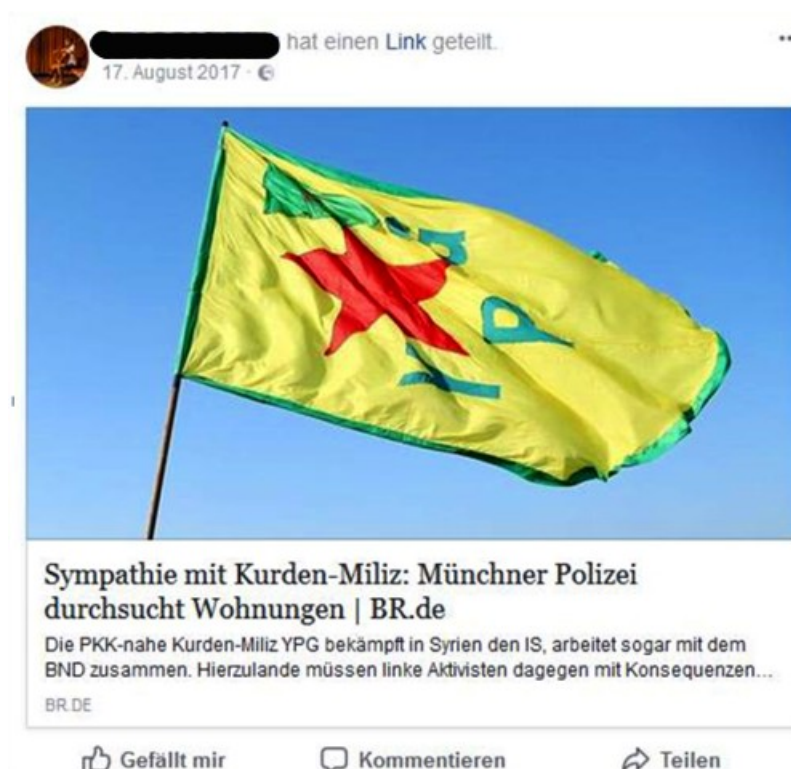 hat einen Link geteilt.
17. August 2017
Sympathie mit Kurden-Miliz: Münchner Polizei
durchsucht Wohnungen | BR.de
Die PKK-nahe Kurden-Miliz YPG bekämpft in Syrien den IS, arbeitet sogar mit dem
BND zusammen. Hierzulande müssen linke Aktivisten dagegen mit Konsequenzen...
BR.DE
Gefällt mir
Kommentieren
Teilen